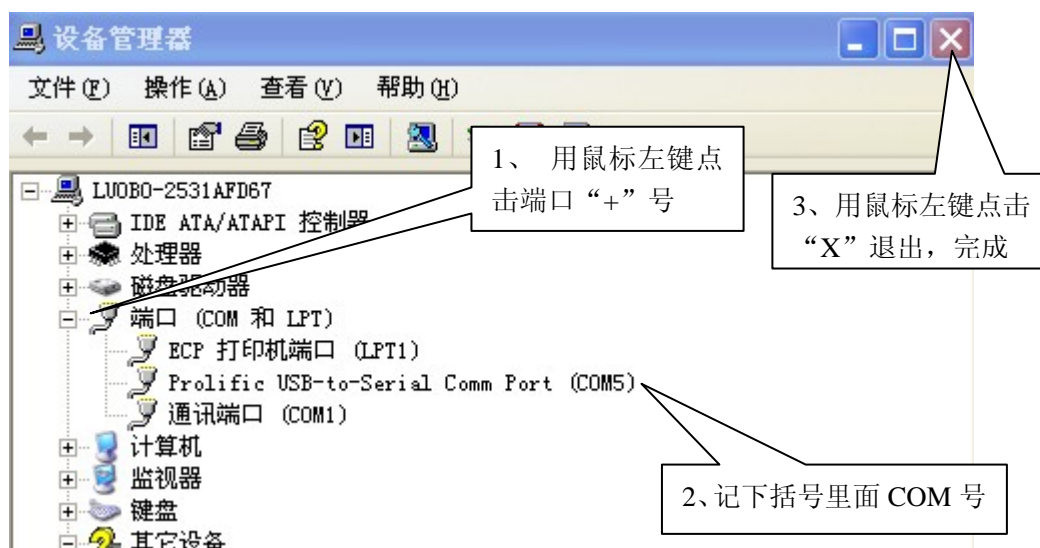 设备管理器
文件(F) 操作(A) 查看(V) 帮助(H)
1、 用鼠标左键点
击端口“+”号
3、用鼠标左键点击
“X”退出，完成
LUOBO-2531AFD67
IDE ATA/ATAPI 控制器
处理器
磁盘驱动器
端口 (COM 和 LPT)
ECP 打印机端口 (LPT1)
Prolific USB-to-Serial Comm Port (COM5)
通讯端口 (COM1)
计算机
监视器
键盘
其它设备
2、记下括号里面 COM 号